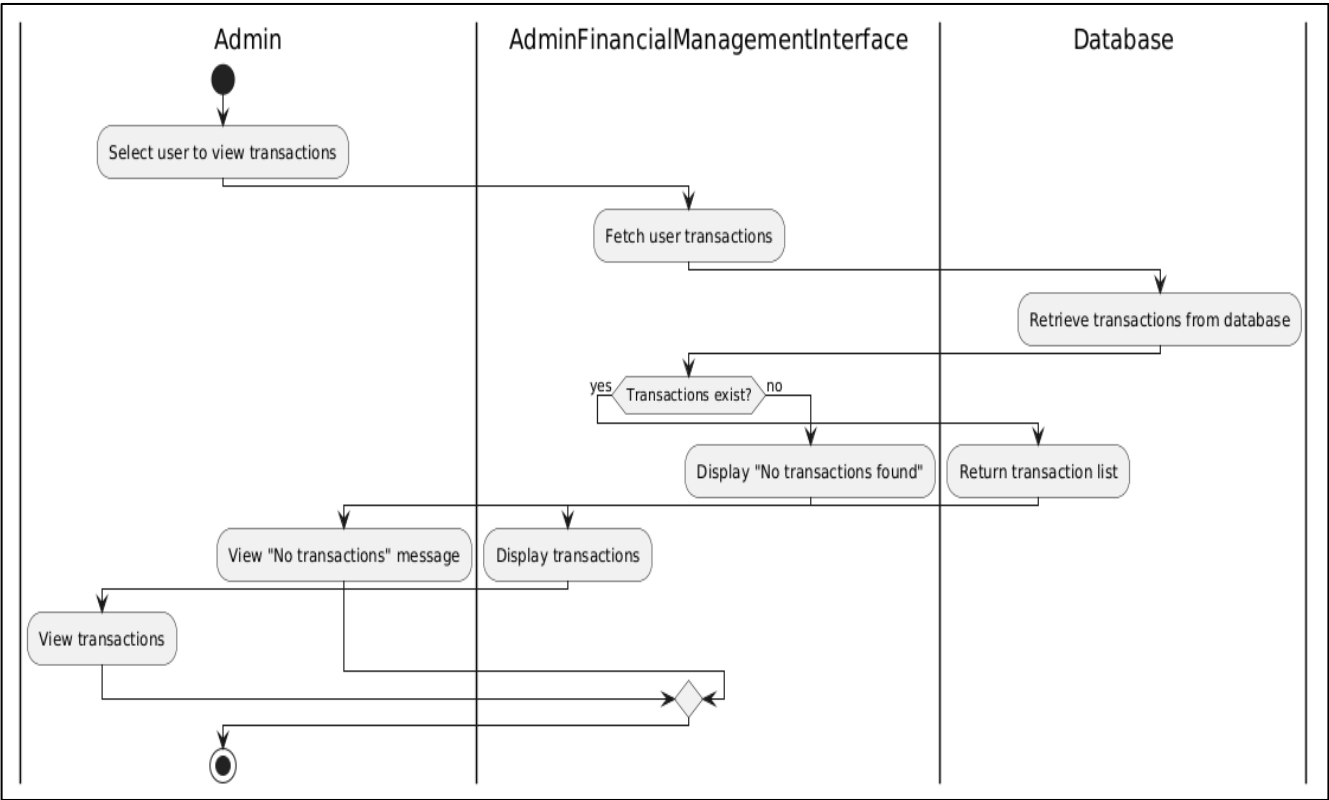 Admin
AdminFinancialManagementInterface
Database
Select user to view transactions
Fetch user transactions
Retrieve transactions from database
yes
Transactions exist?
no
Display "No transactions found"
Return transaction list
View "No transactions" message
Display transactions
View transactions